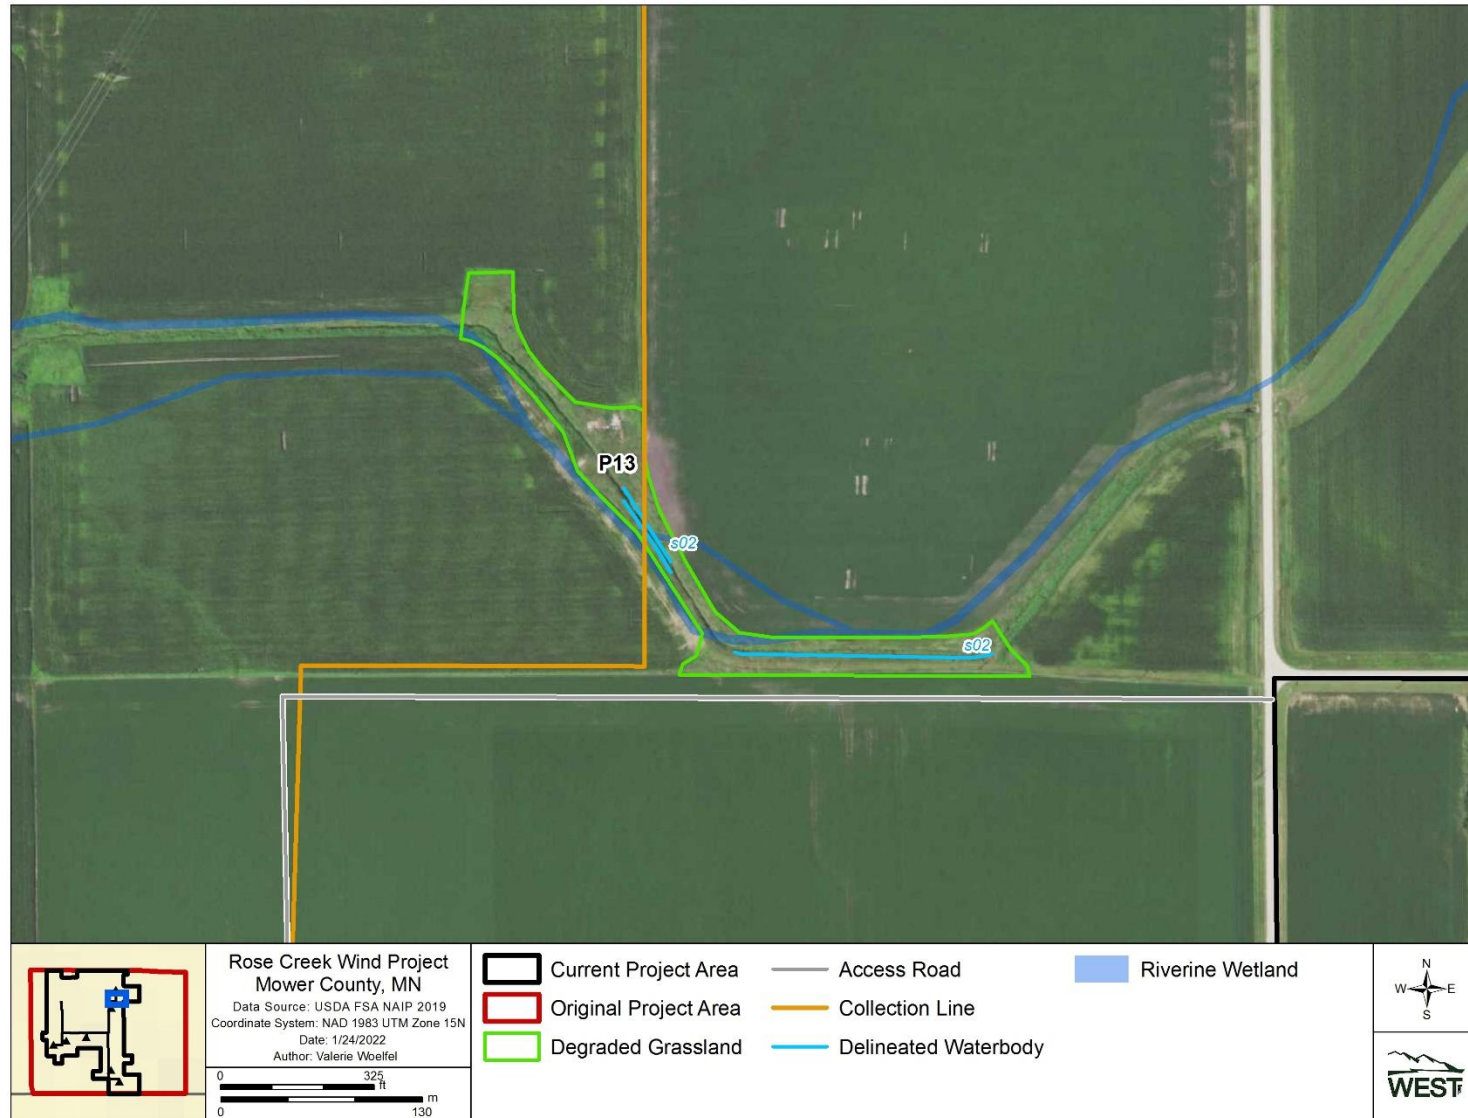 P13
s02
s02
Rose Creek Wind Project
Mower County, MN
Data Source: USDA FSA NAIP 2019
Coordinate System: NAD 1983 UTM Zone 15N
Date: 1/24/2022
Author: Valerie Woelfel
0 325
ft
m
0 130
Current Project Area
Original Project Area
Degraded Grassland
Access Road
Collection Line
Delineated Waterbody
Riverine Wetland
N
W E
S
WEST